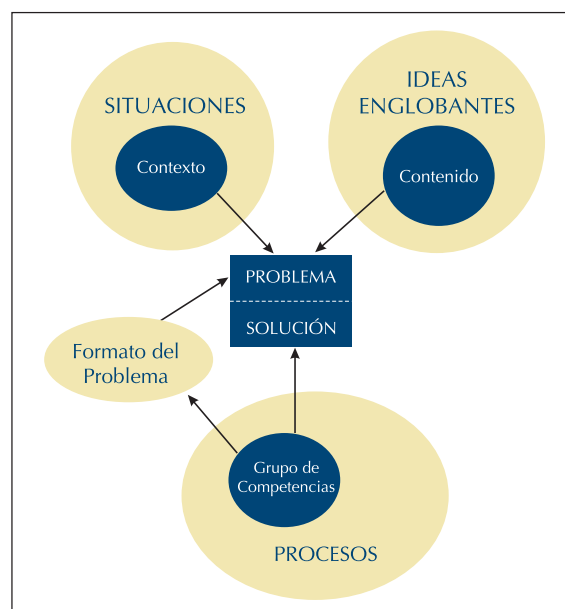 SITUACIONES
Contexto
IDEAS
ENGLOBANTES
Contenido
PROBLEMA
SOLUCIÓN
Formato del
Problema
Grupo de
Competencias
PROCESOS